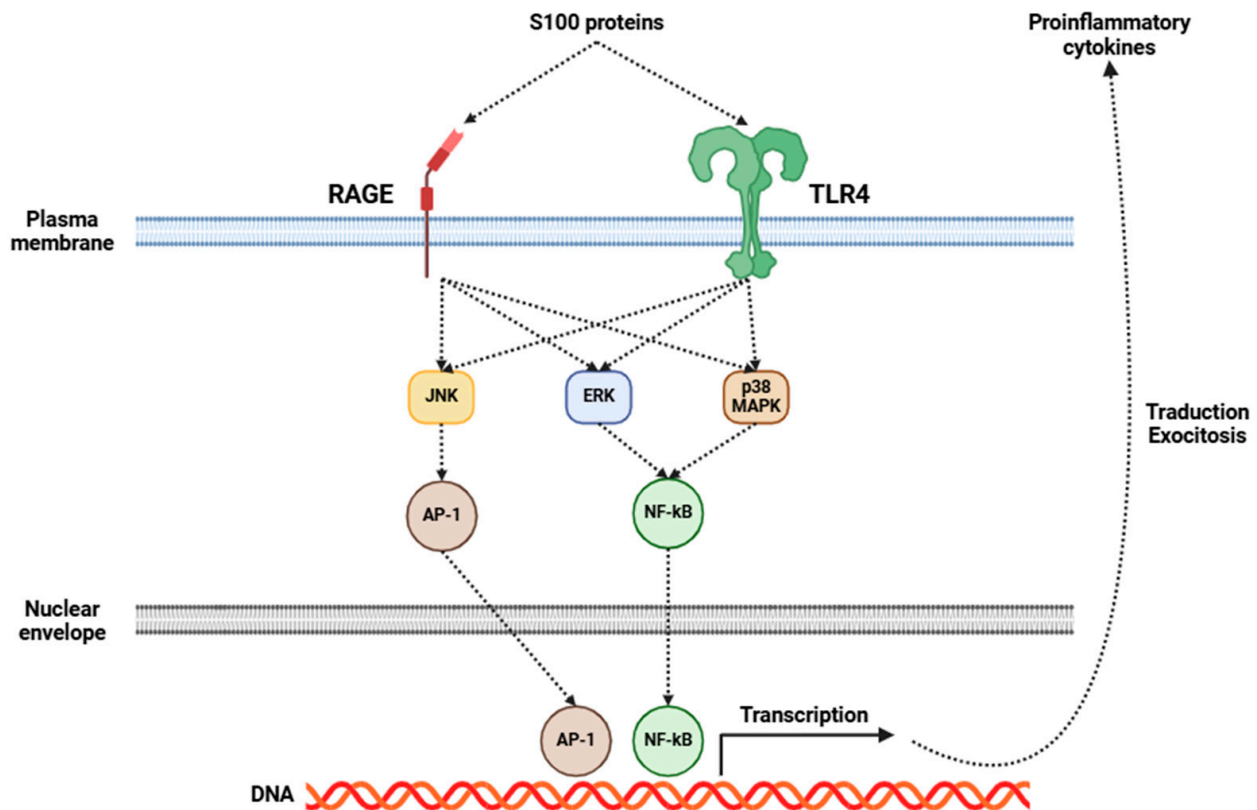 S100 proteins
Proinflammatory
cytokines
RAGE
TLR4
Plasma
membrane
JNK
ERK
p38
MAPK
Traduction
Exocitosis
AP-1
NF-kB
Nuclear
envelope
Transcription
AP-1
NF-kB
DNA